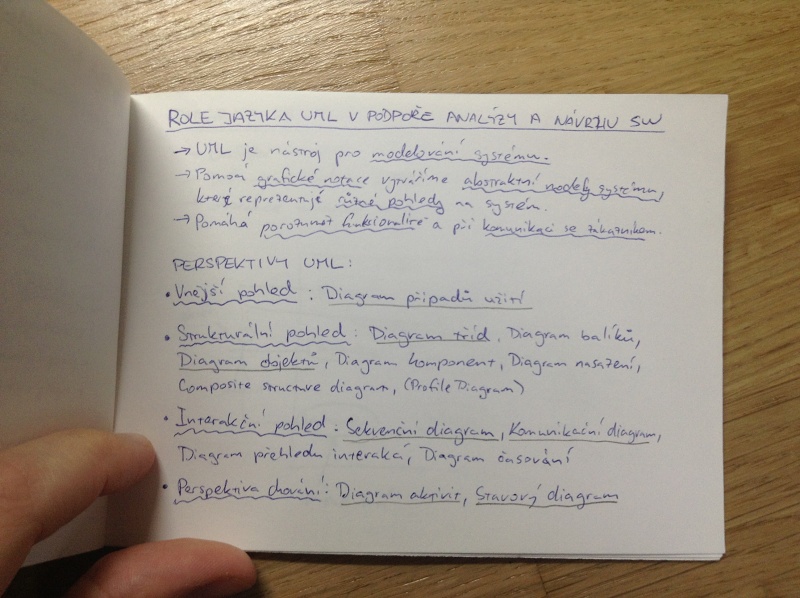 ROLE JAZYKA UML V PODPOŘE ANALÝZY A NÁVRHU SW
→ UML je nástroj pro modelování systému.
→ Pomocí grafické notace vytváříme abstraktní modely systému,
které reprezentují různé pohledy na systém.
→ Pomáhá porozumět funkcionalitě a při komunikaci se zákazníkem.
PERSPEKTIVY UML:
• Vnější pohled : Diagram případů užití
• Strukturální pohled : Diagram tříd, Diagram balíků,
Diagram objektů, Diagram komponent, Diagram nasazení,
Composite structure diagram, (Profile Diagram)
• Interakční pohled : Sekvenční diagram, Komunikační diagram,
Diagram přehledu interakcí, Diagram časování
• Perspektiva chování : Diagram aktivit, Stavový diagram